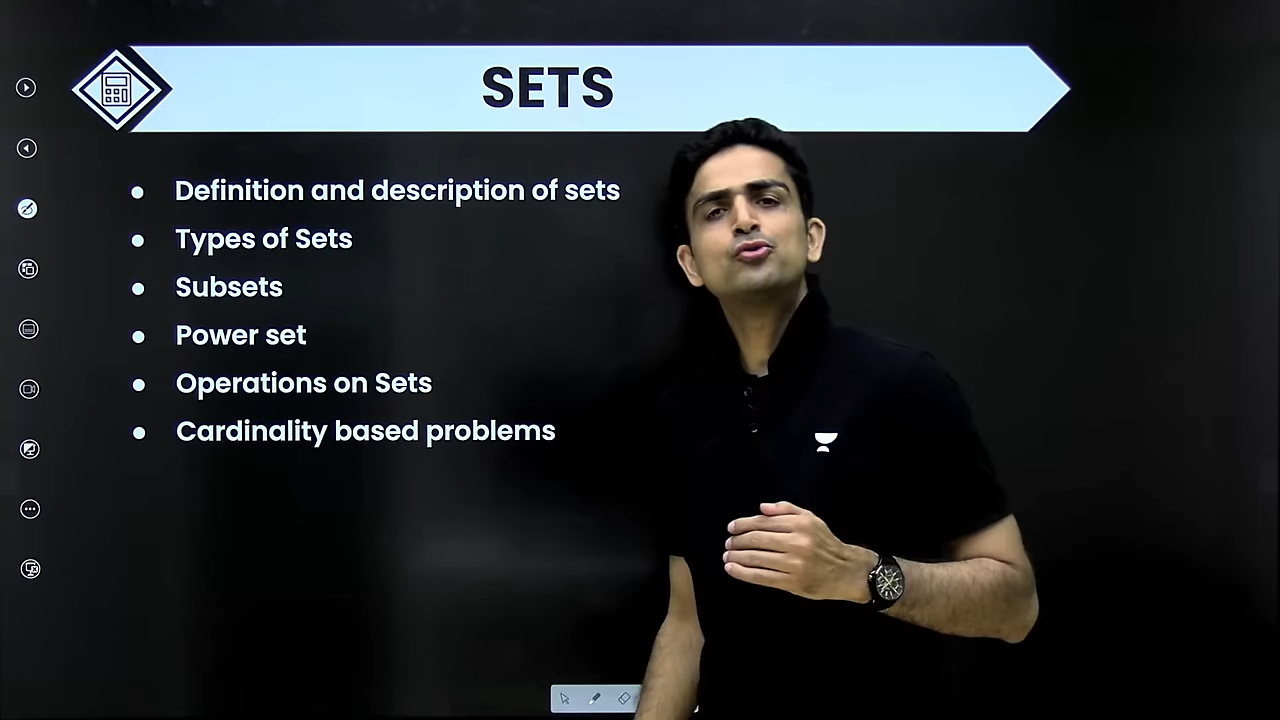 SETS
Definition and description of sets
Types of Sets
Subsets
Power set
Operations on Sets
Cardinality based problems